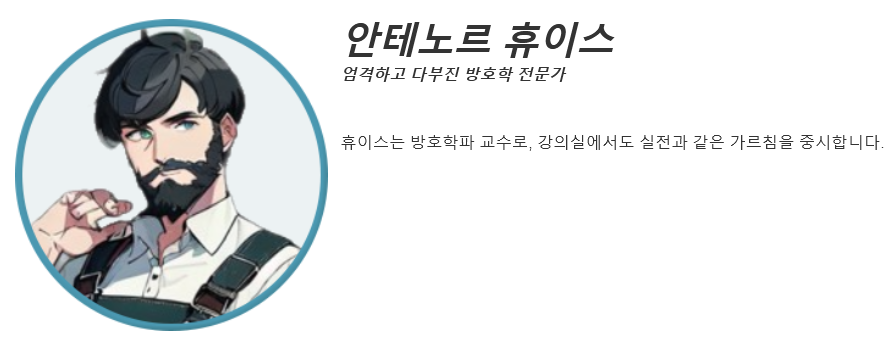 안테노르 휴이스
엄격하고 다부진 방호학 전문가
휴이스는 방호학파 교수로, 강의실에서도 실전과 같은 가르침을 중시합니다.